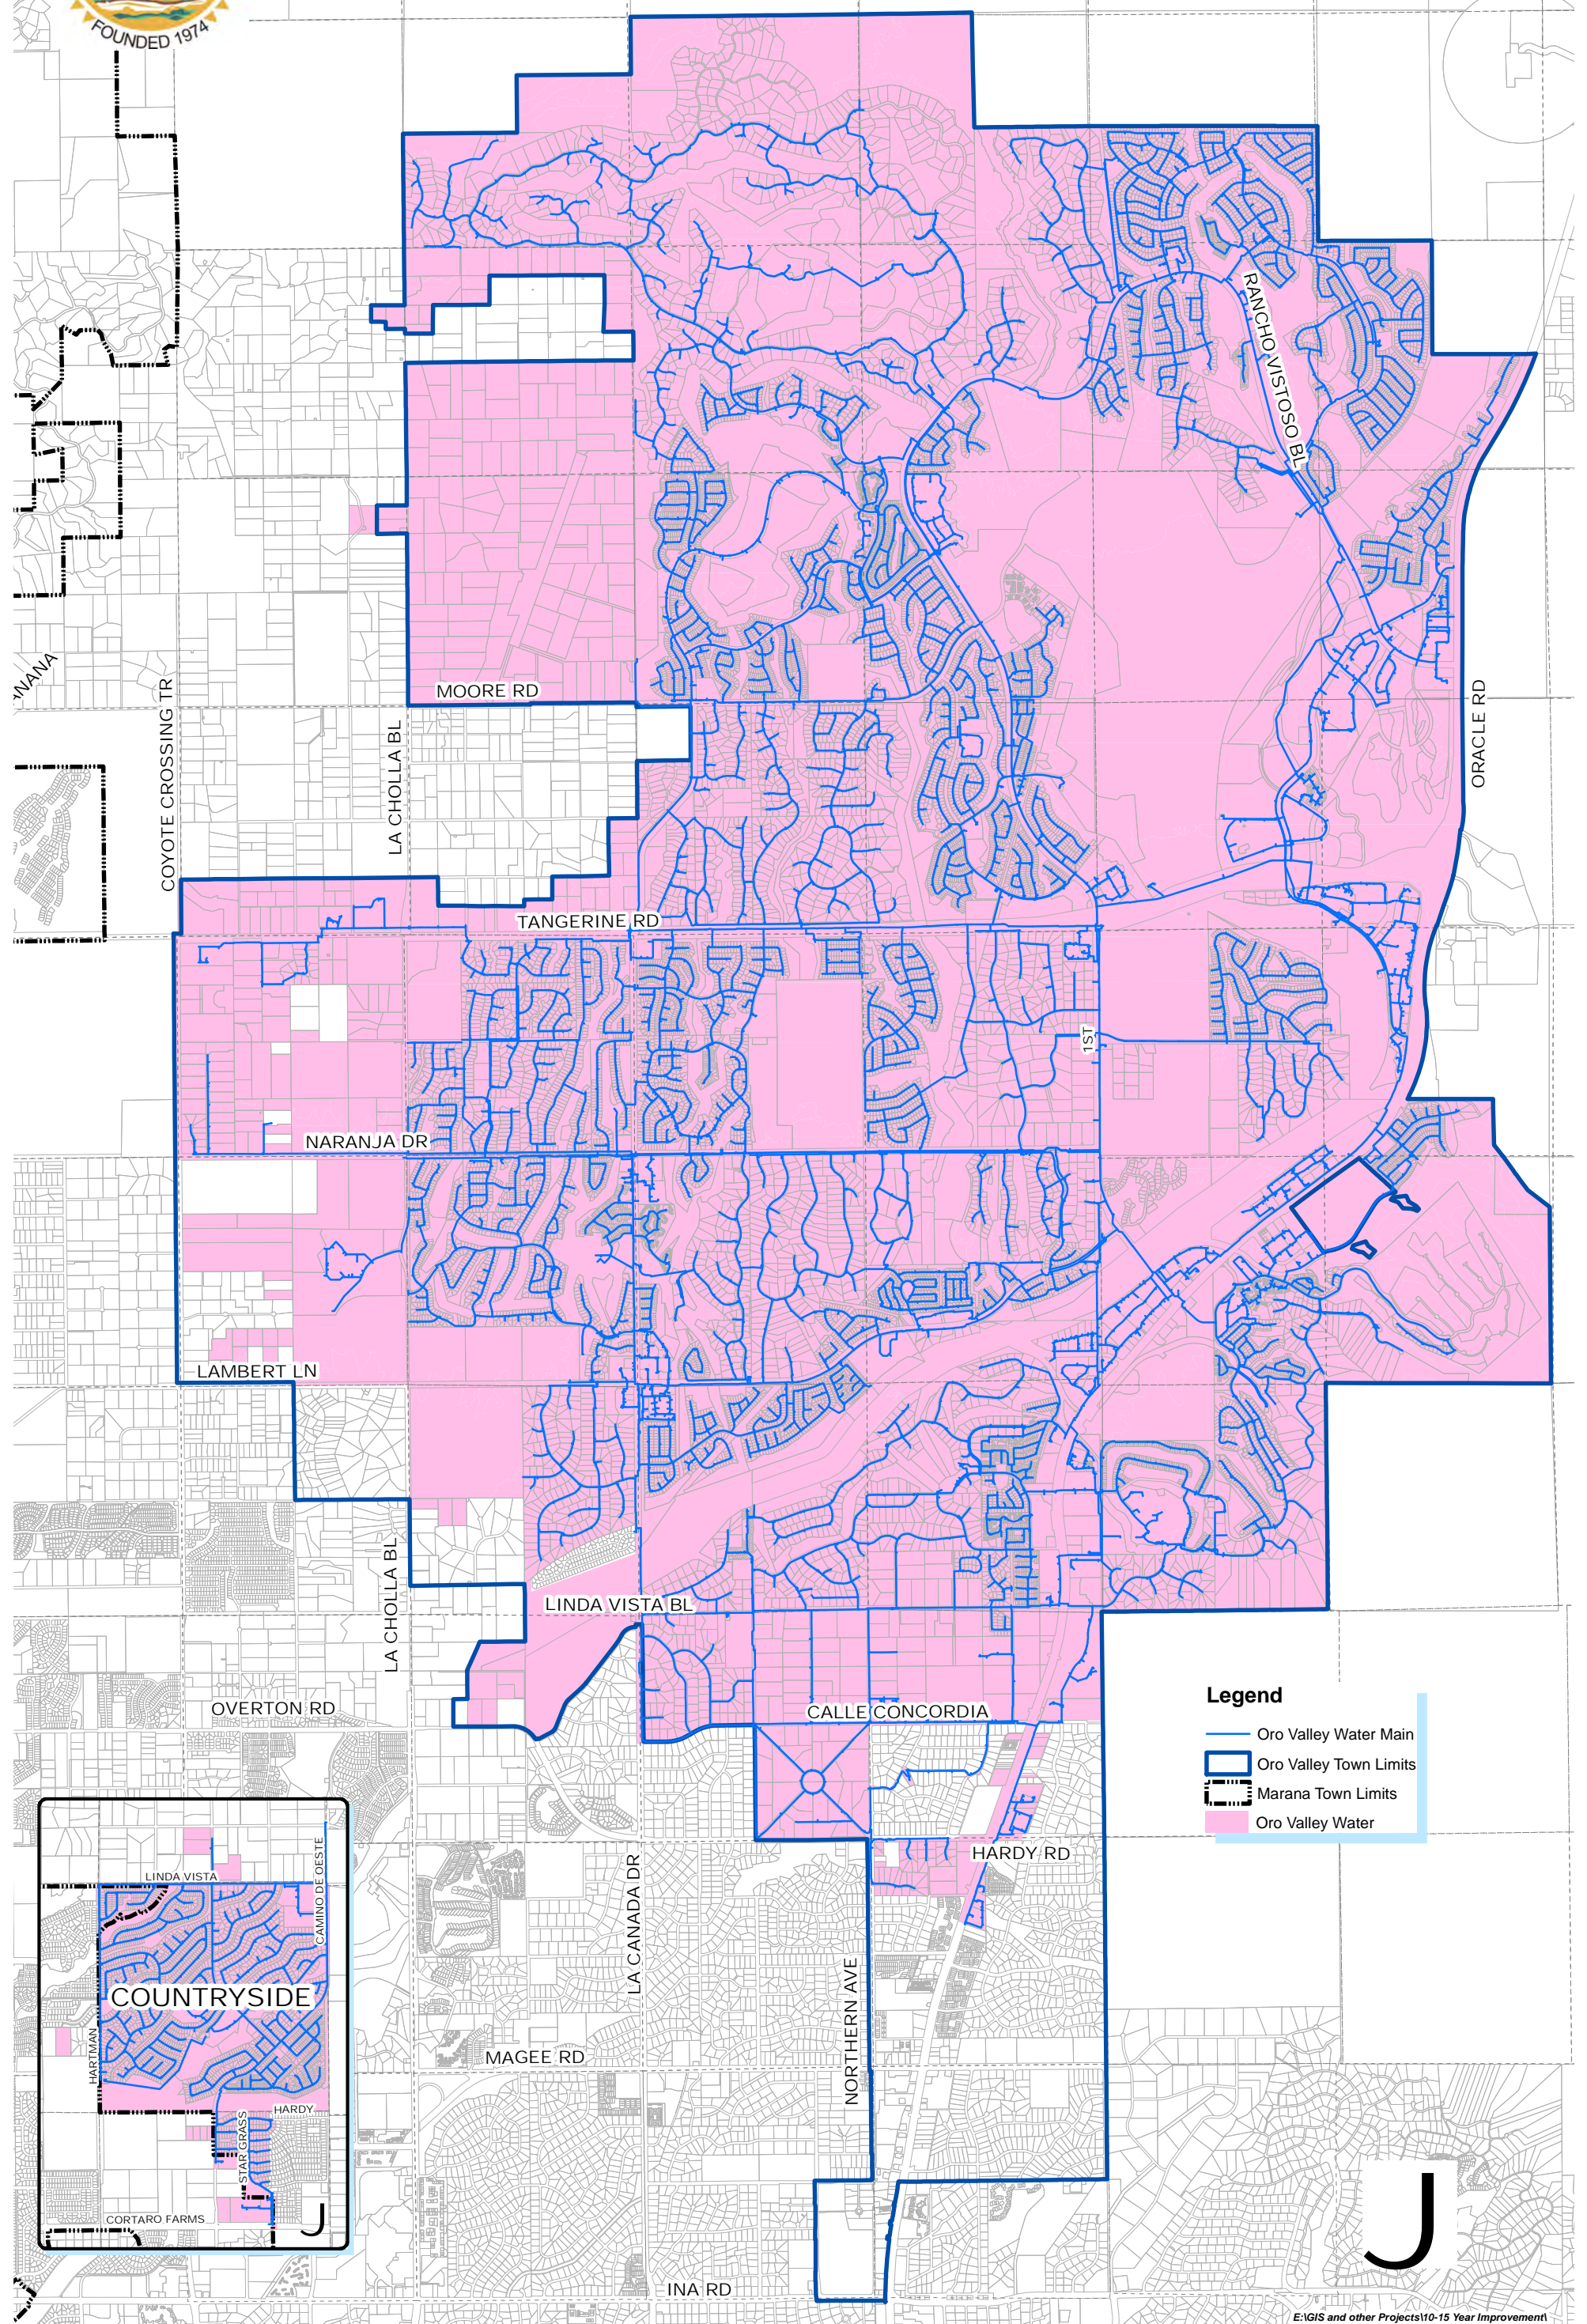 FOUNDED 1974
RANCHO VISTOSO BL
MOORE RD
COYOTE CROSSING TR
LA CHOLLA BL
ORACLE RD
TANGERINE RD
1ST
NARANJA DR
LAMBERT LN
LA CHOLLA BL
LINDA VISTA BL
OVERTON RD
CALLE CONCORDIA
Legend
Oro Valley Water Main
Oro Valley Town Limits
Marana Town Limits
Oro Valley Water
HARDY RD
LA CANADA DR
NORTHERN AVE
MAGEE RD
INA RD
LINDA VISTA
CAMINO DE OESTE
COUNTRYSIDE
HARTMAN
HARDY
STAR GRASS
CORTARO FARMS
J
J
E:\GIS and other Projects\10-15 Year Improvement\